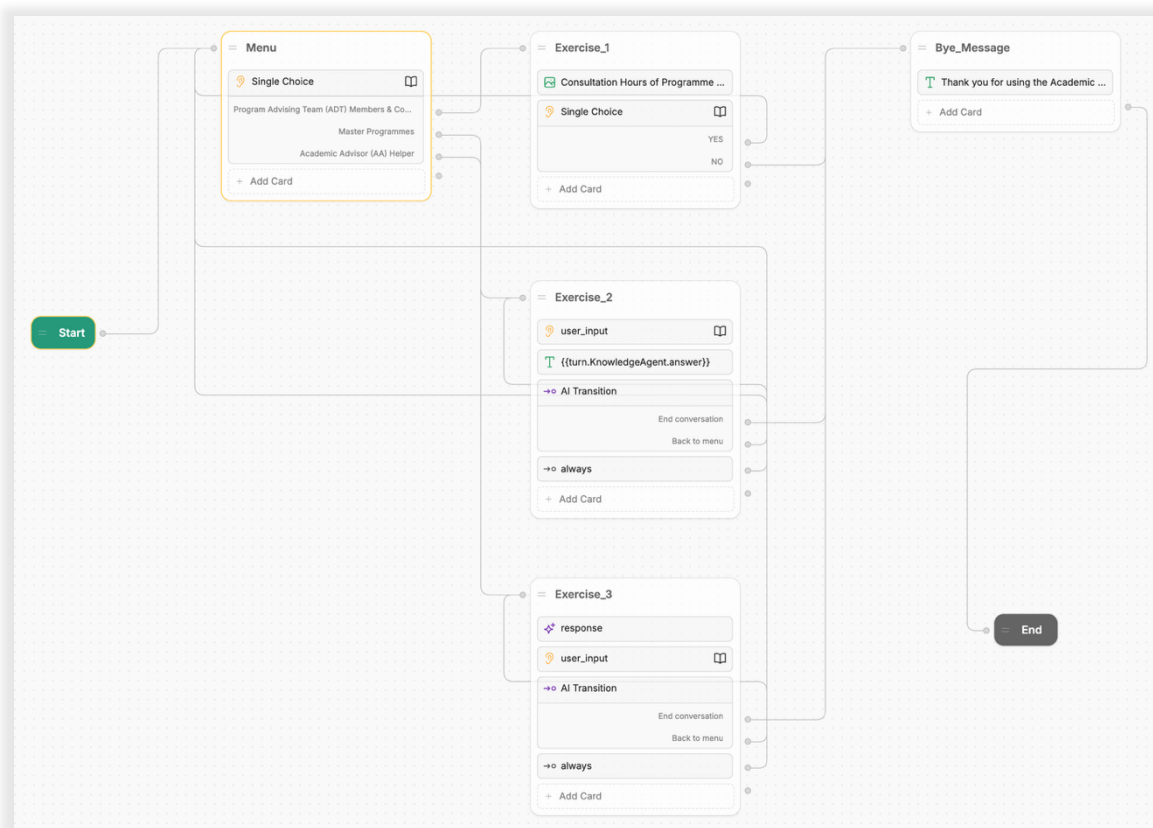 Menu
Single Choice
Program Advising Team (ADT) Members & Co...
Master Programmes
Academic Advisor (AA) Helper
+ Add Card
Exercise_1
Consultation Hours of Programme ...
Single Choice
YES
NO
+ Add Card
Bye_Message
Thank you for using the Academic ...
+ Add Card
Start
Exercise_2
user_input
{{turn.KnowledgeAgent.answer}}
AI Transition
End conversation
Back to menu
always
+ Add Card
Exercise_3
response
user_input
AI Transition
End conversation
Back to menu
always
+ Add Card
End